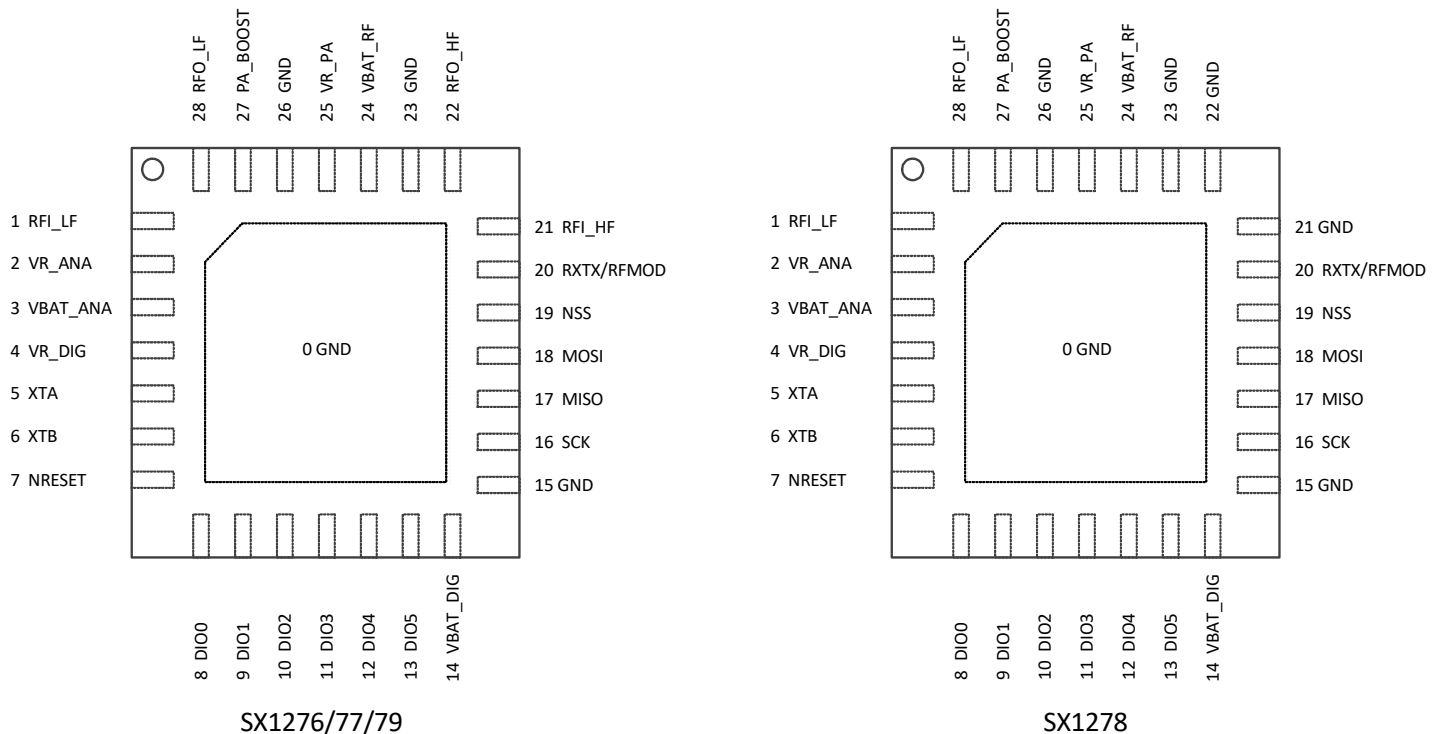 28 RFO_LF
27 PA_BOOST
26 GND
25 VR_PA
24 VBAT_RF
23 GND
22 RFO_HF
1 RFI_LF
2 VR_ANA
3 VBAT_ANA
4 VR_DIG
5 XTA
6 XTB
7 NRESET
0 GND
21 RFI_HF
20 RXTX/RFMOD
19 NSS
18 MOSI
17 MISO
16 SCK
15 GND
8 DIO0
9 DIO1
10 DIO2
11 DIO3
12 DIO4
13 DIO5
14 VBAT_DIG
SX1276/77/79
28 RFO_LF
27 PA_BOOST
26 GND
25 VR_PA
24 VBAT_RF
23 GND
22 GND
1 RFI_LF
2 VR_ANA
3 VBAT_ANA
4 VR_DIG
5 XTA
6 XTB
7 NRESET
0 GND
21 GND
20 RXTX/RFMOD
19 NSS
18 MOSI
17 MISO
16 SCK
15 GND
8 DIO0
9 DIO1
10 DIO2
11 DIO3
12 DIO4
13 DIO5
14 VBAT_DIG
SX1278